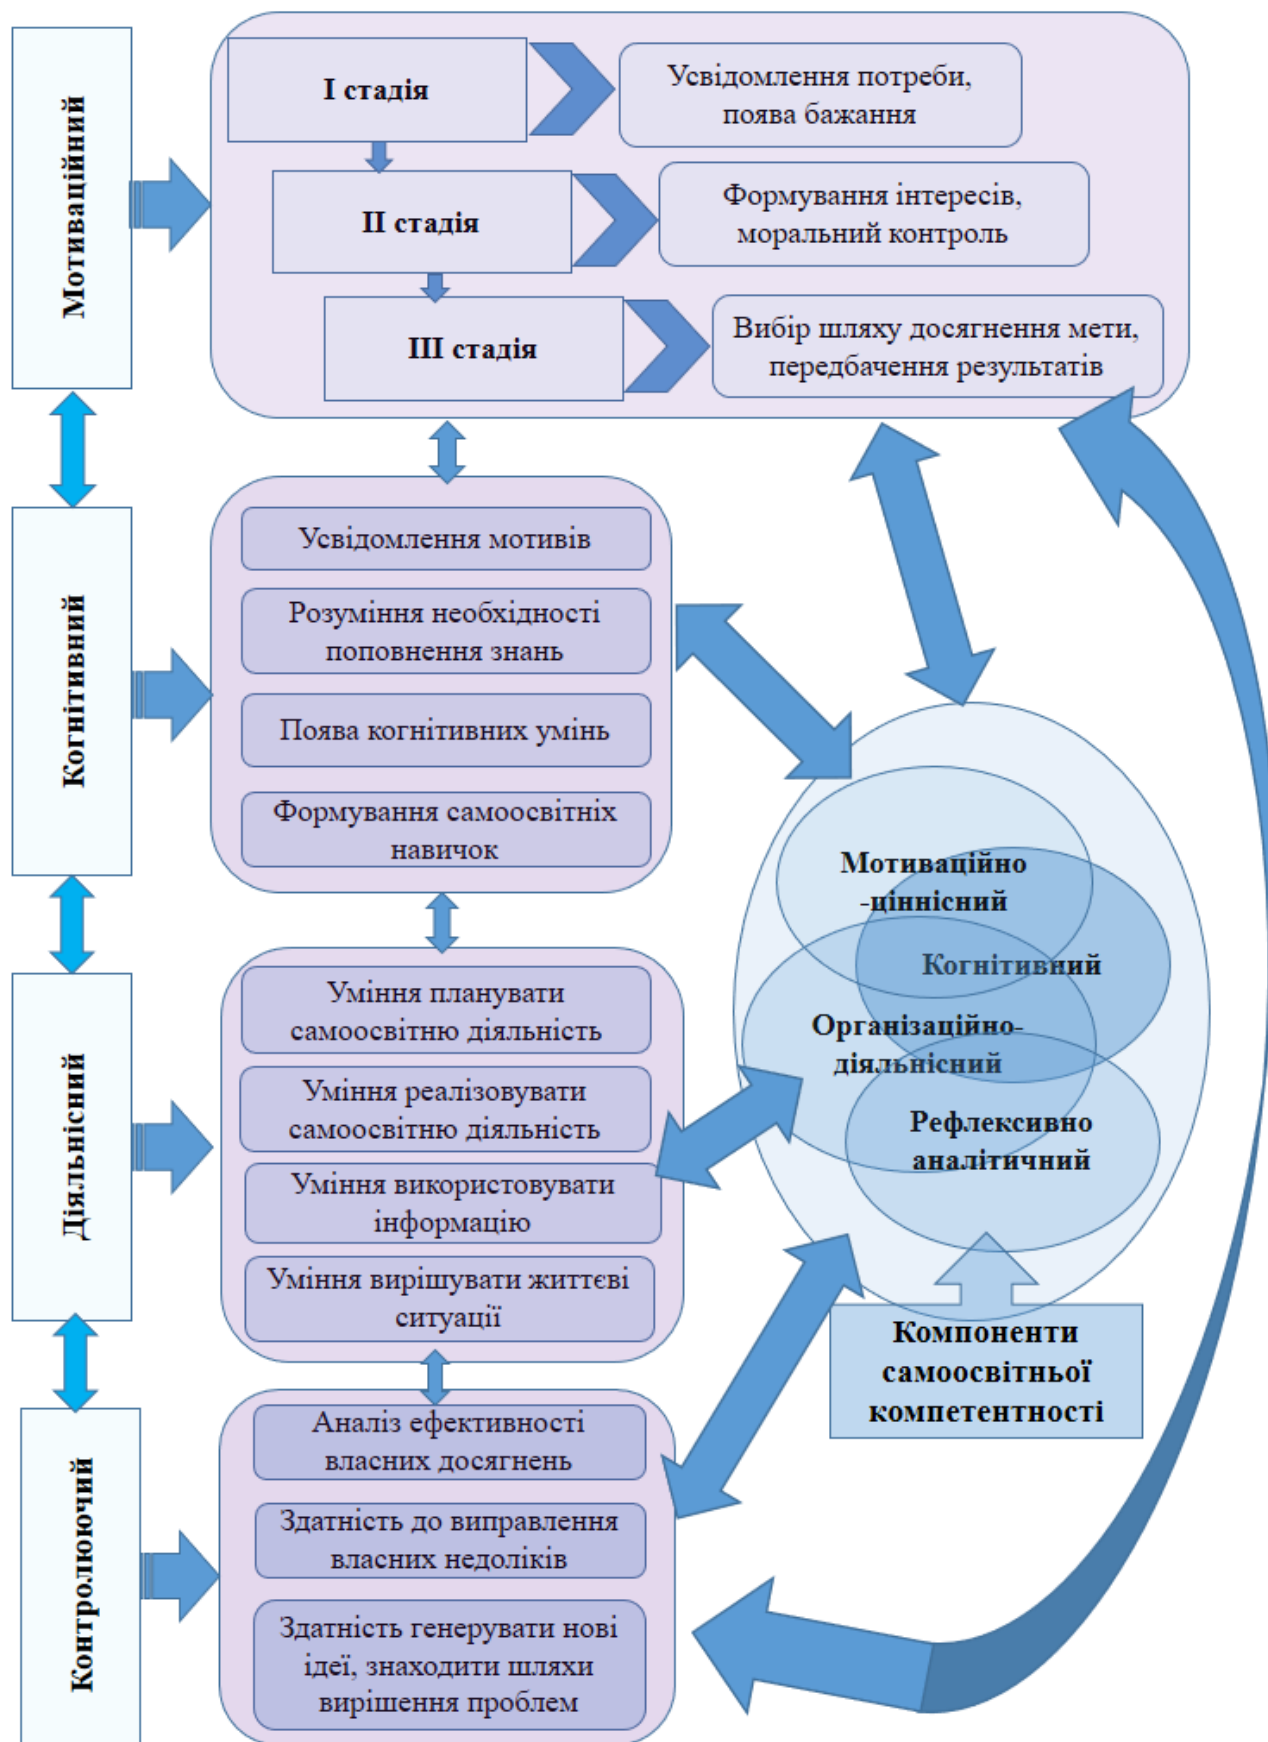 Мотиваційний
І стадія
Усвідомлення потреби,
поява бажання
ІІ стадія
Формування інтересів,
моральний контроль
ІІІ стадія
Вибір шляху досягнення мети,
передбачення результатів
Когнітивний
Усвідомлення мотивів
Розуміння необхідності
поповнення знань
Поява когнітивних умінь
Формування самоосвітніх
навичок
Діяльнісний
Уміння планувати
самоосвітню діяльність
Уміння реалізовувати
самоосвітню діяльність
Уміння використовувати
інформацію
Уміння вирішувати життєві
ситуації
Контролюючий
Аналіз ефективності
власних досягнень
Здатність до виправлення
власних недоліків
Здатність генерувати нові
ідеї, знаходити шляхи
вирішення проблем
Мотиваційно
-ціннісний
Когнітивний
Організаційно-
діяльнісний
Рефлексивно
аналітичний
Компоненти
самоосвітньої
компетентності